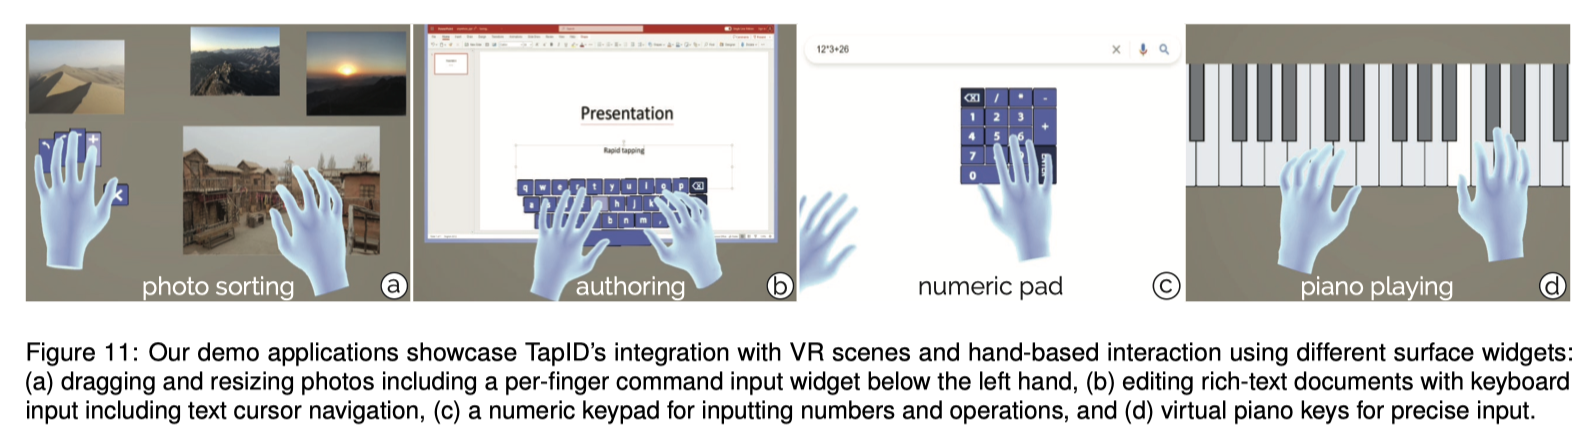 12*3+26
Presentation
Rapid tapping
q w e r t y u i o p
a h j k
b n m ,
/ * -
1 2 3 +
4 5 6
7
0
photo sorting a
authoring b
numeric pad c
piano playing d
Figure 11: Our demo applications showcase TapID's integration with VR scenes and hand-based interaction using different surface widgets:
(a) dragging and resizing photos including a per-finger command input widget below the left hand, (b) editing rich-text documents with keyboard
input including text cursor navigation, (c) a numeric keypad for inputting numbers and operations, and (d) virtual piano keys for precise input.